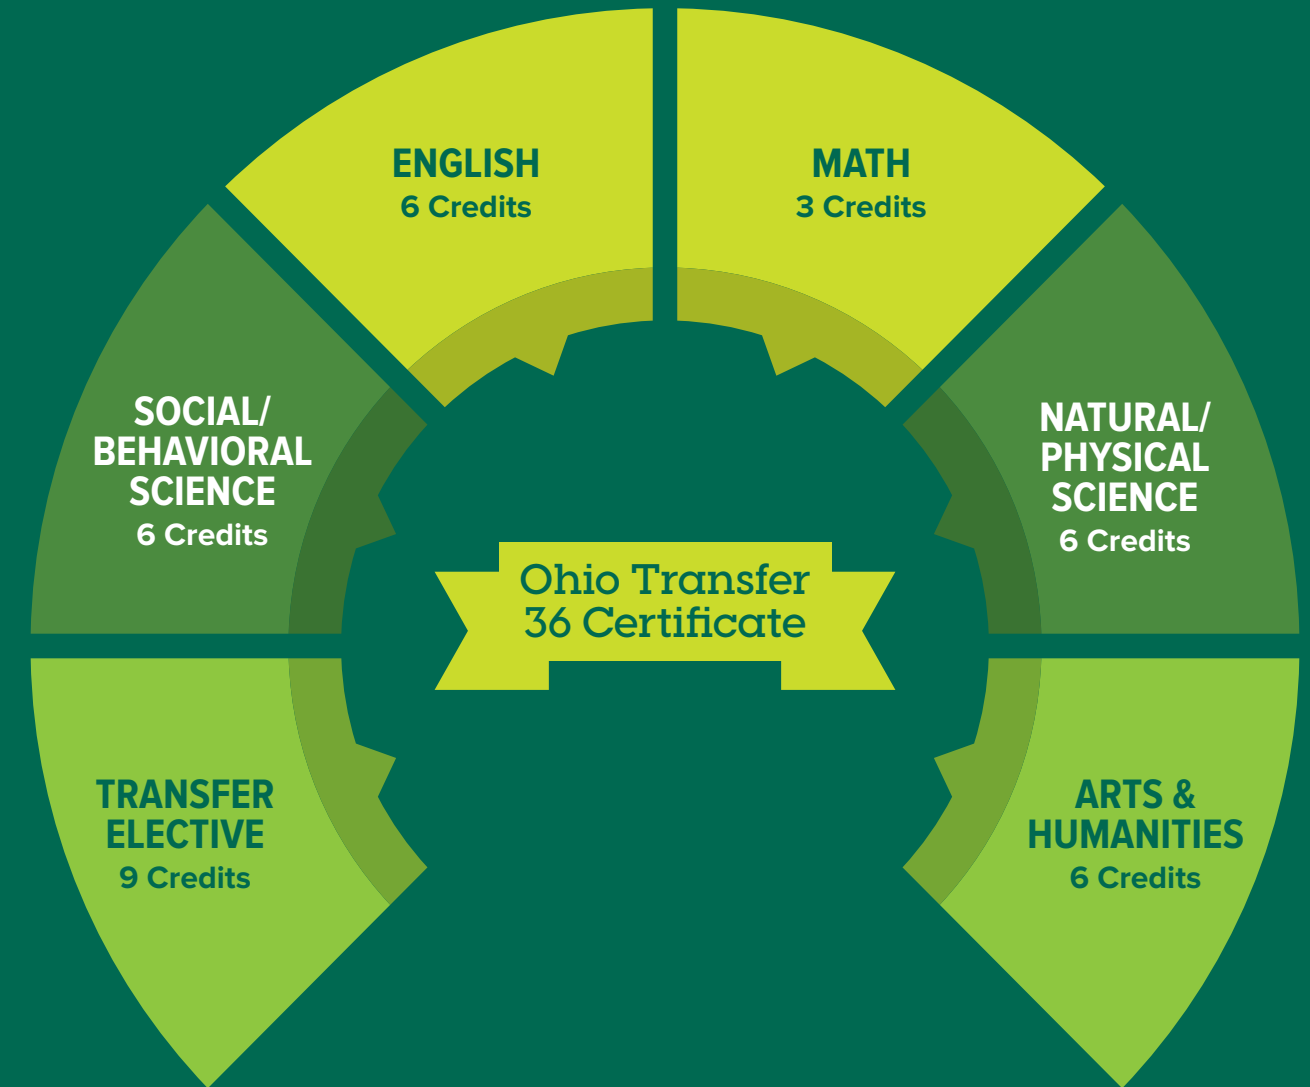 ENGLISH
6 Credits
MATH
3 Credits
SOCIAL/
BEHAVIORAL
SCIENCE
6 Credits
NATURAL/
PHYSICAL
SCIENCE
6 Credits
Ohio Transfer
36 Certificate
TRANSFER
ELECTIVE
9 Credits
ARTS &
HUMANITIES
6 Credits